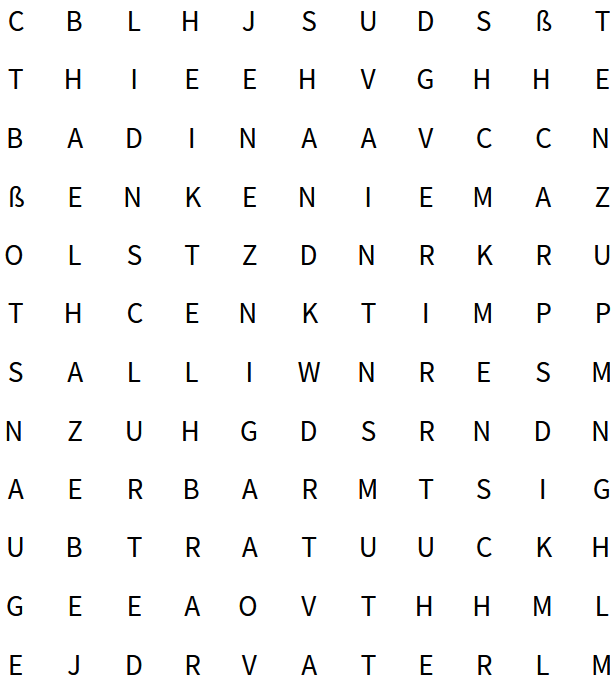 C B L H J S U D S ß T
T H I E E H V G H H E
B A D I N A A V C C N
ß E N K E N I E M A Z
O L S T Z D N R K R U
T H C E N K T I M P P
S A L L I W N R E S M
N Z U H G D S R N D N
A E R B A R M T S I G
U B T R A T U U C K H
G E E A O V T H H M L
E J D R V A T E R L M